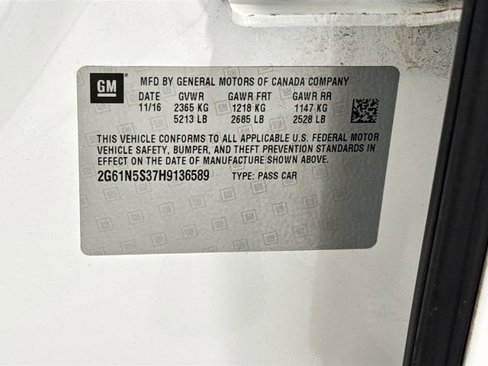 GM
MFD BY GENERAL MOTORS OF CANADA COMPANY
DATE GVWR GAWR FRT GAWR RR
11/16 2365 KG 1218 KG 1147 KG
5213 LB 2685 LB 2528 LB
THIS VEHICLE CONFORMS TO ALL APPLICABLE U.S. FEDERAL MOTOR
VEHICLE SAFETY, BUMPER, AND THEFT PREVENTION STANDARDS IN
EFFECT ON THE DATE OF MANUFACTURE SHOWN ABOVE.
2G61N5S37H9136589 TYPE: PASS CAR